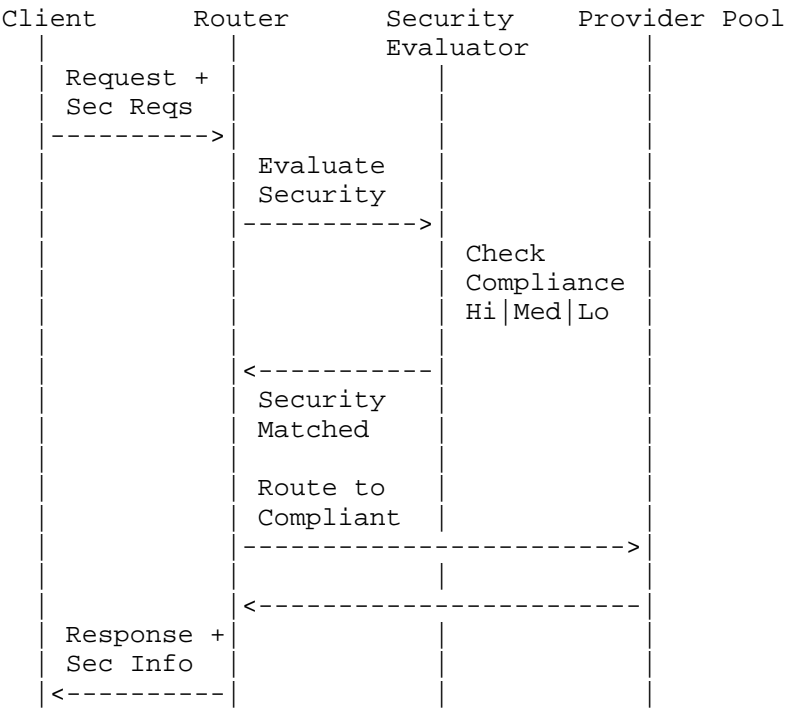 Client Router Security Provider Pool
Evaluator
Request +
Sec Reqs
Evaluate
Security
Check
Compliance
Hi|Med|Lo
Security
Matched
Route to
Compliant
Response +
Sec Info